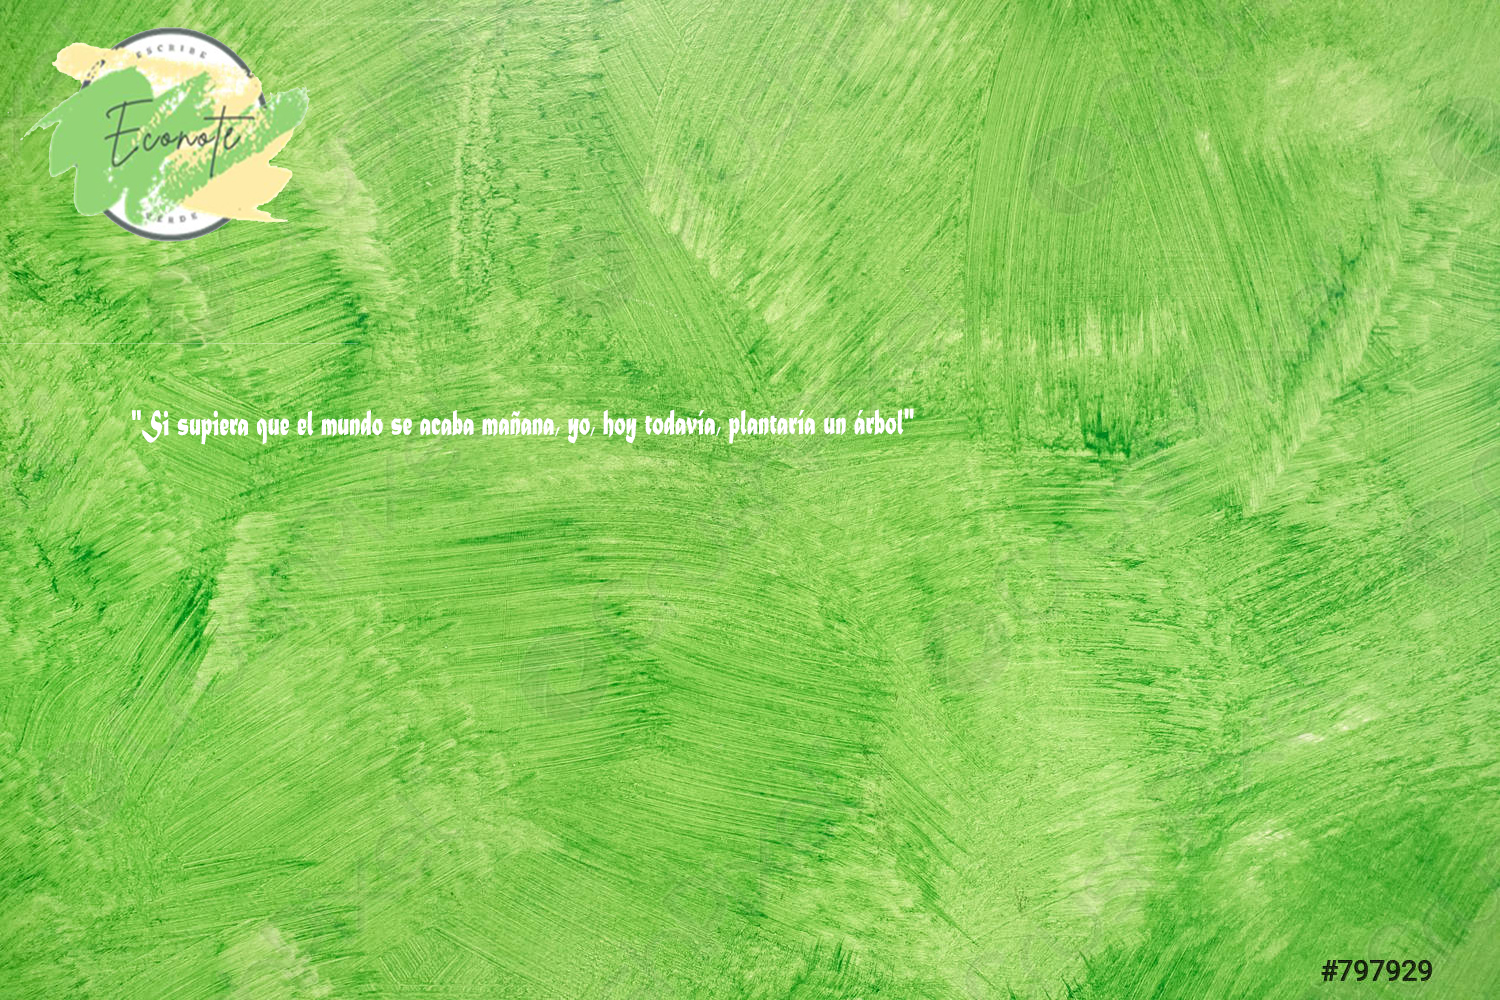 ESCRIBE
Econote
VERDE
" Si supiera que el mundo se acaba mañana, yo, hoy todavía, plantaría un árbol"
#797929